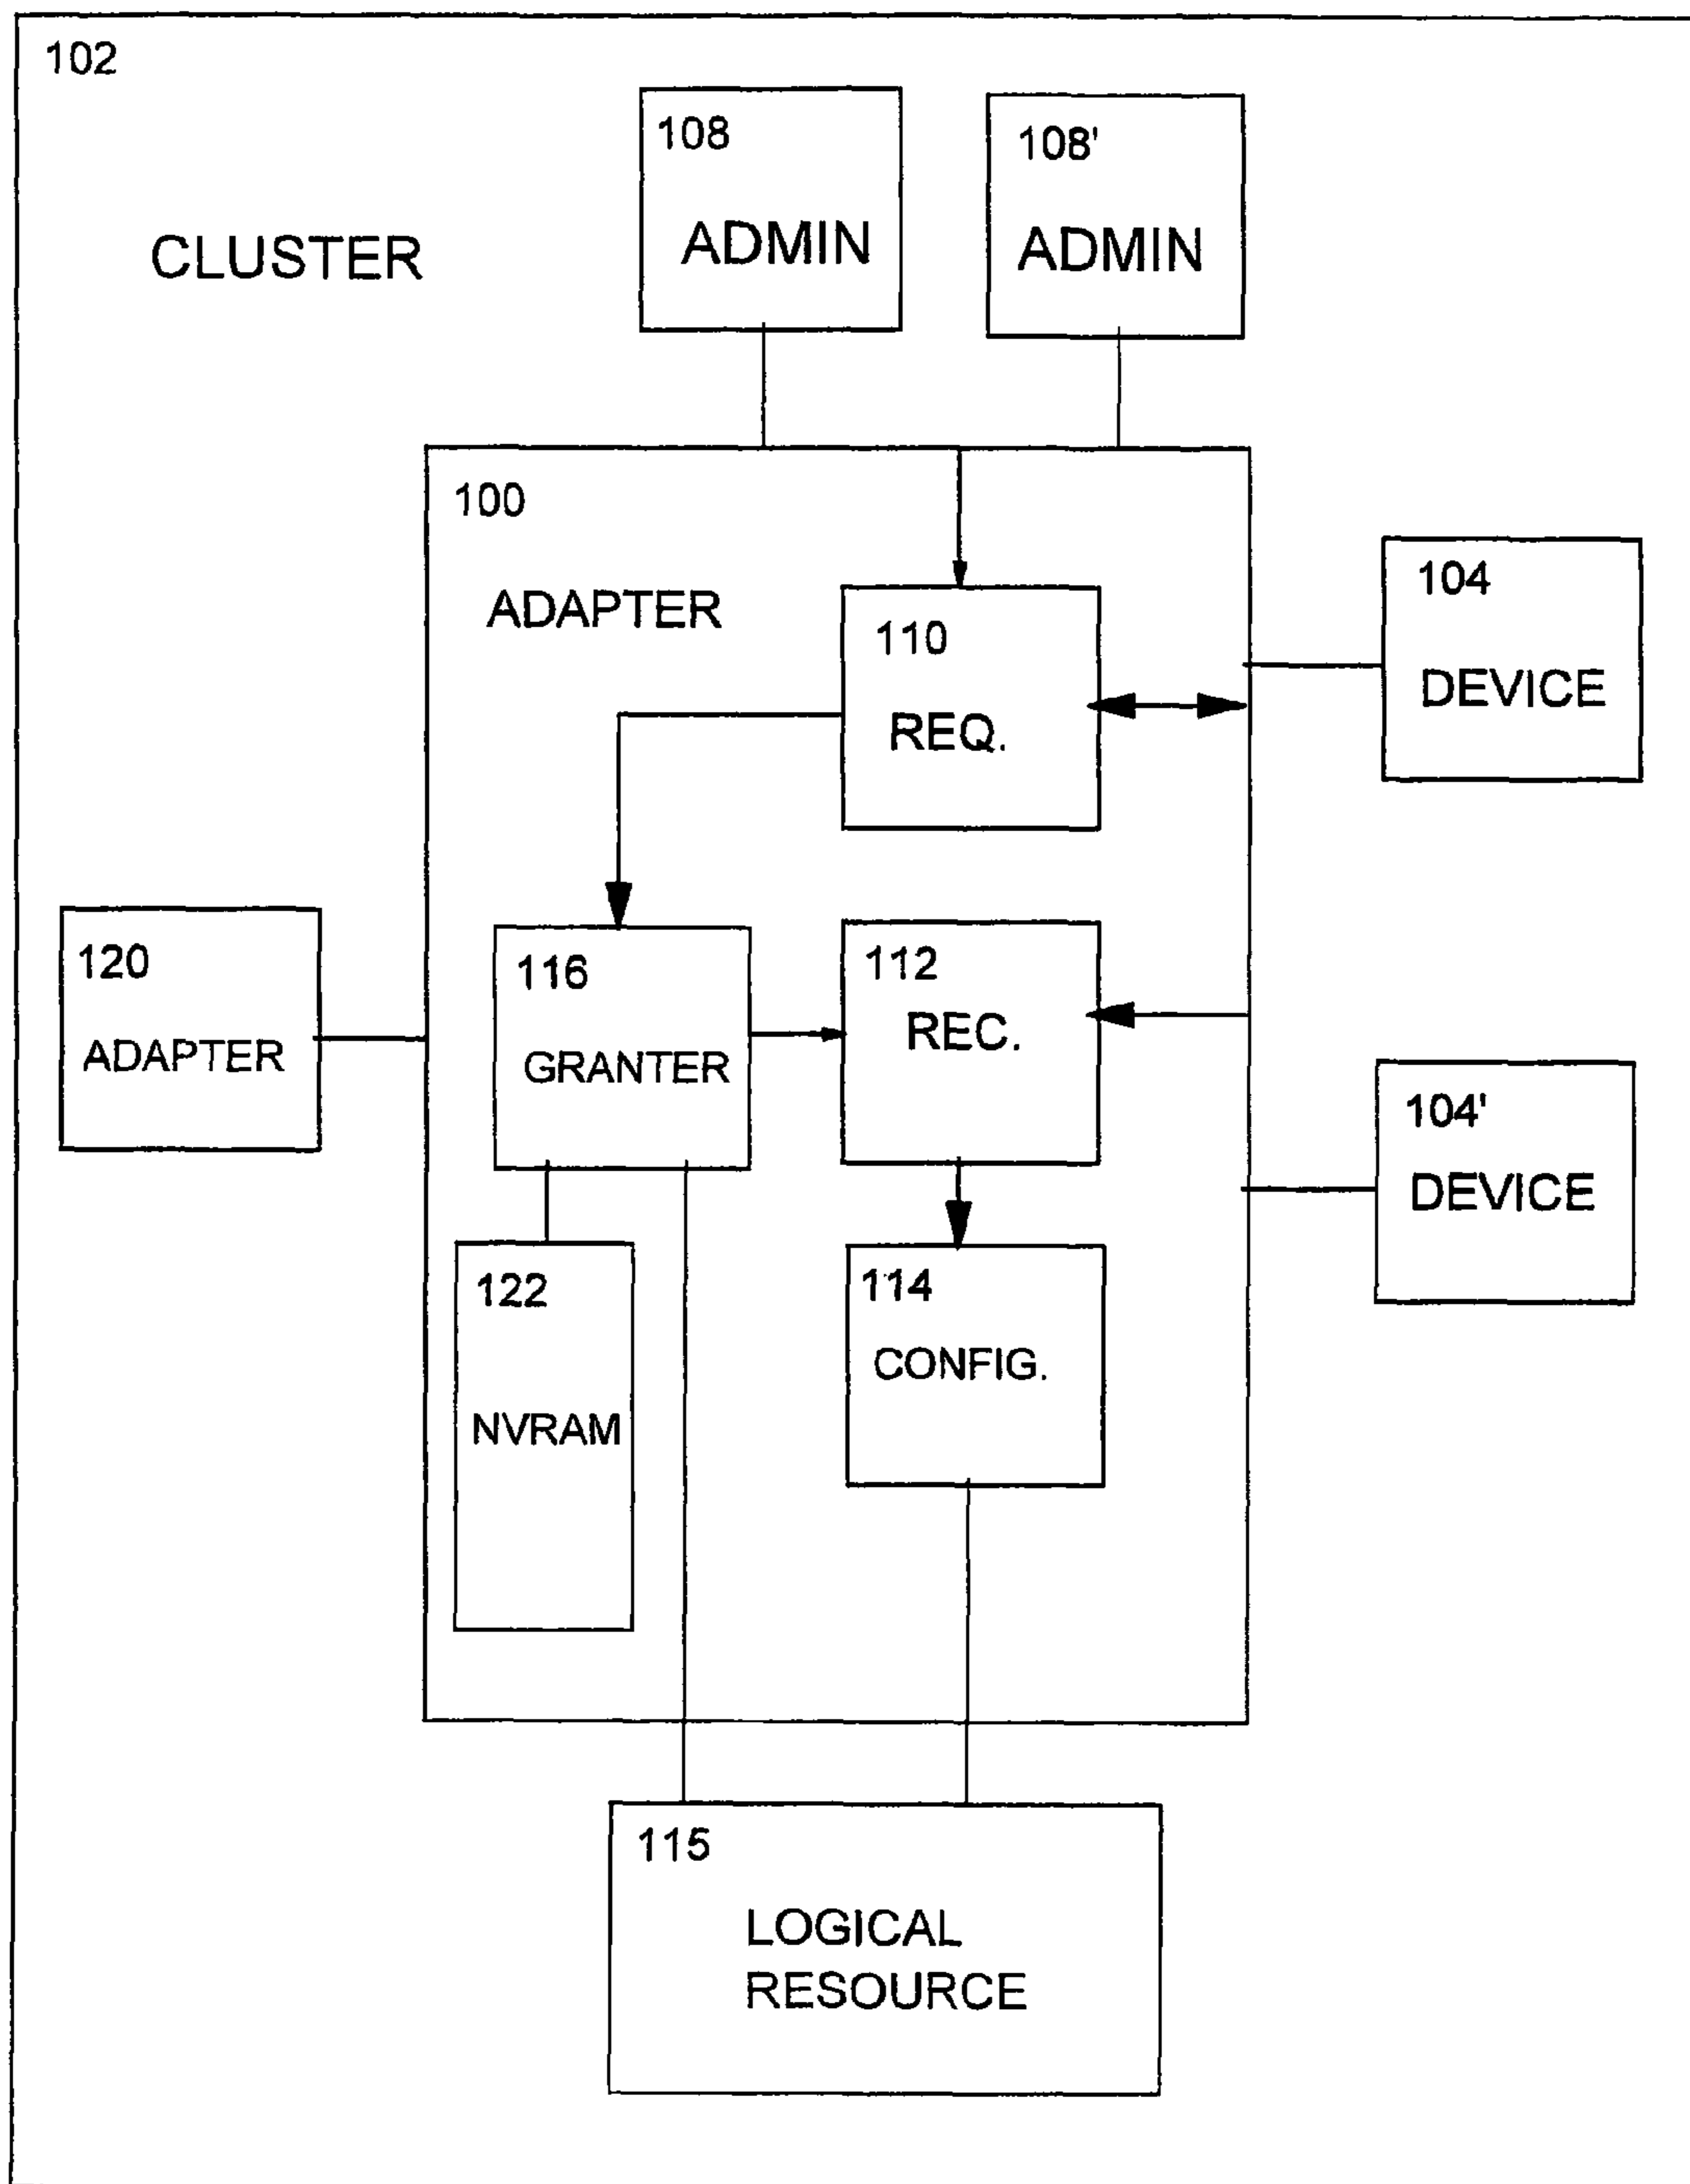 102
CLUSTER
108
ADMIN
108'
ADMIN
100
ADAPTER
110
REQ.
104
DEVICE
120
ADAPTER
116
GRANTER
112
REC.
104'
DEVICE
122
NVRAM
114
CONFIG.
115
LOGICAL
RESOURCE